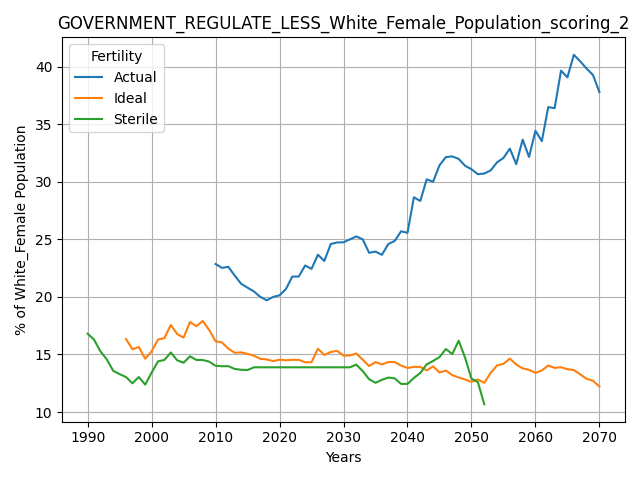 GOVERNMENT_REGULATE_LESS_White_Female_Population_scoring_2
Fertility
Actual
Ideal
Sterile
% of White_Female Population
40
35
30
25
20
15
10
1990 2000 2010 2020 2030 2040 2050 2060 2070
Years